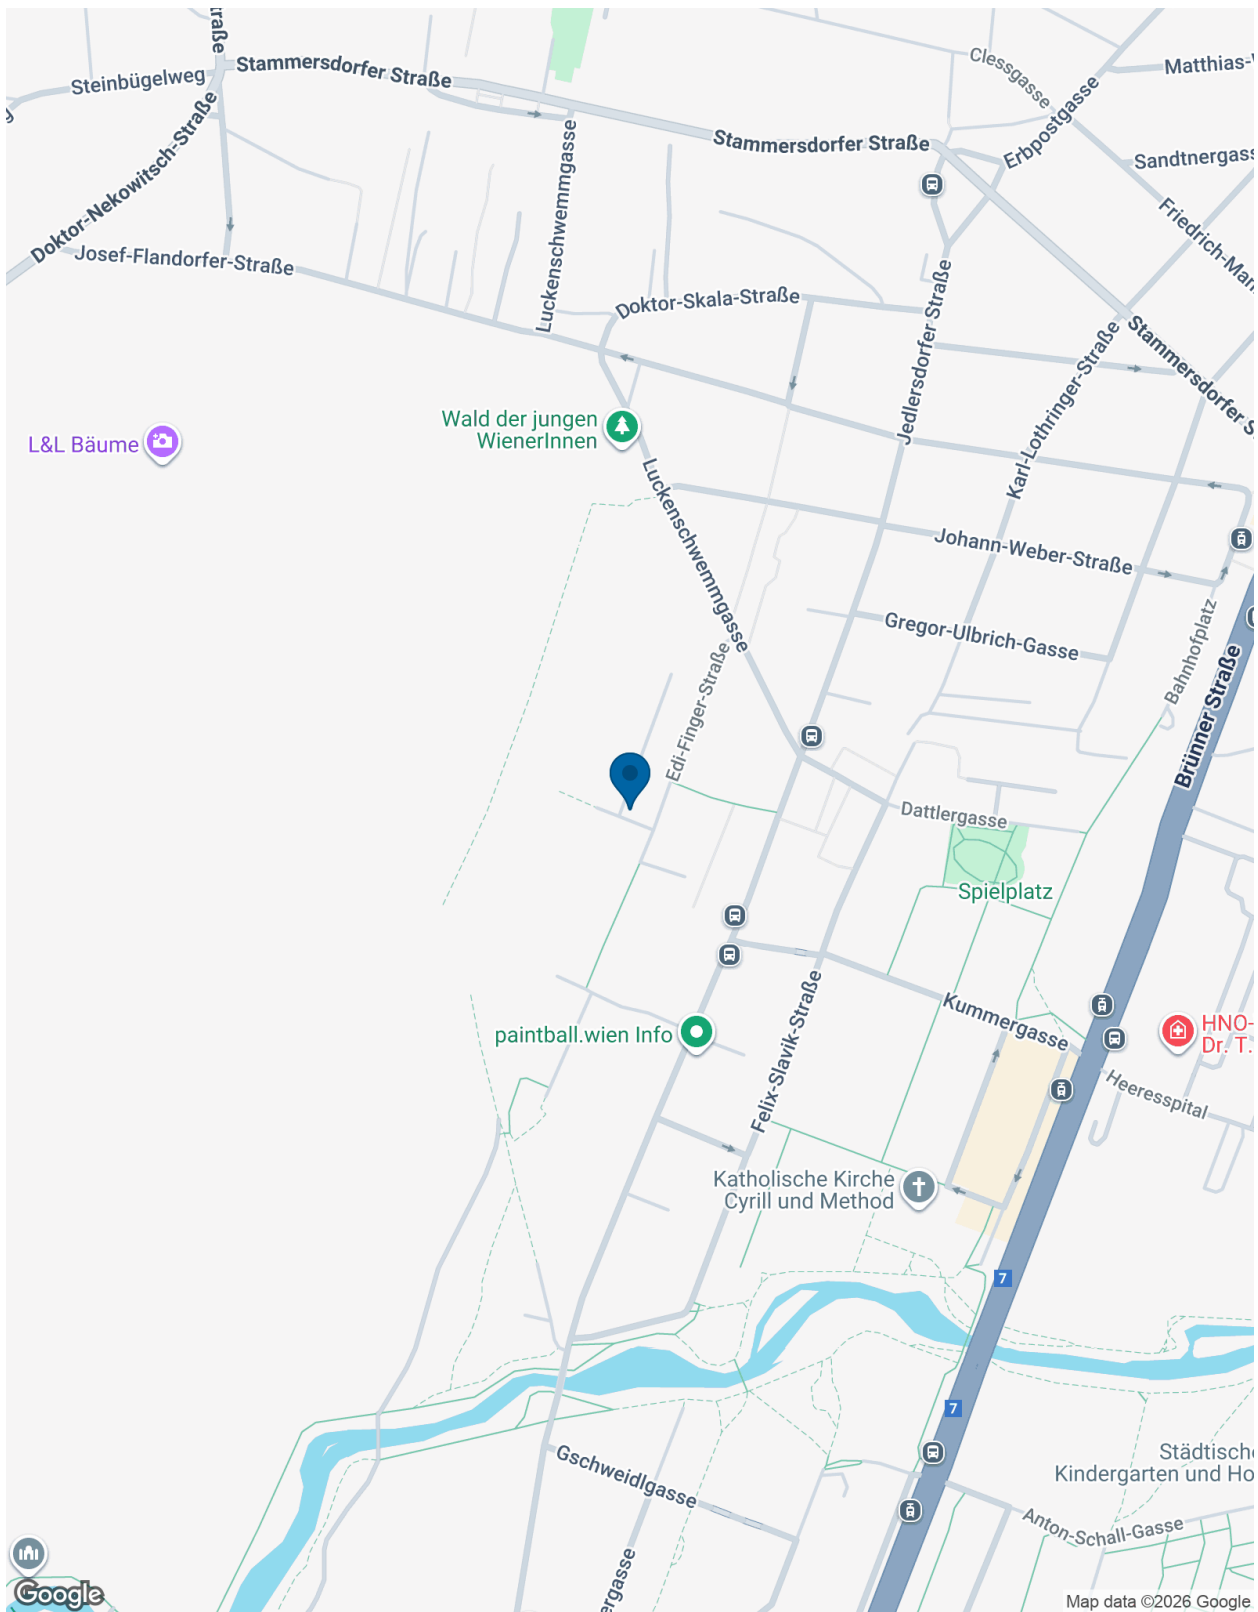 Clessgasse
Matthias-
Stammersdorfer Straße
Steinbügelweg
Erbpostgasse
Stammersdorfer Straße
Sandtnergass
Doktor-Nekowitsch-Straße
Luckenschwemmgasse
Friedrich-Man
Josef-Flandorfer-Straße
Doktor-Skala-Straße
Jedlersdorfer Straße
Karl-Lothringer-Straße
Stammersdorfer S
Wald der jungen
WienerInnen
L&L Bäume
Luckenschwemmgasse
Johann-Weber-Straße
Gregor-Ulbrich-Gasse
Bahnhofplatz
Edi-Finger-Straße
Brünner Straße
Dattlergasse
Spielplatz
Kummergasse
HNO-
Dr. T.
paintball.wien Info
Felix-Slavik-Straße
Heeresspital
Katholische Kirche
Cyrill und Method
7
7
Gschweidlgasse
Städtische
Kindergarten und Ho
Anton-Schall-Gasse
ergasse
Google
Map data ©2026 Google